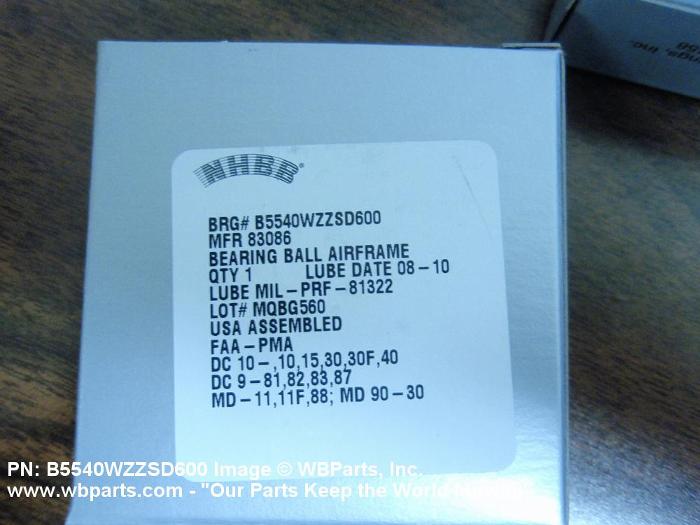 ngs, Inc.
NHBB®
BRG# B5540WZZSD600
MFR 83086
BEARING BALL AIRFRAME
QTY 1 LUBE DATE 08-10
LUBE MIL-PRF-81322
LOT# MQBG560
USA ASSEMBLED
FAA-PMA
DC 10-,10,15,30,30F,40
DC 9-81,82,83,87
MD-11,11F,88; MD 90-30
PN: B5540WZZSD600 Image © WBParts, Inc.
www.wbparts.com - "Our Parts Keep the World